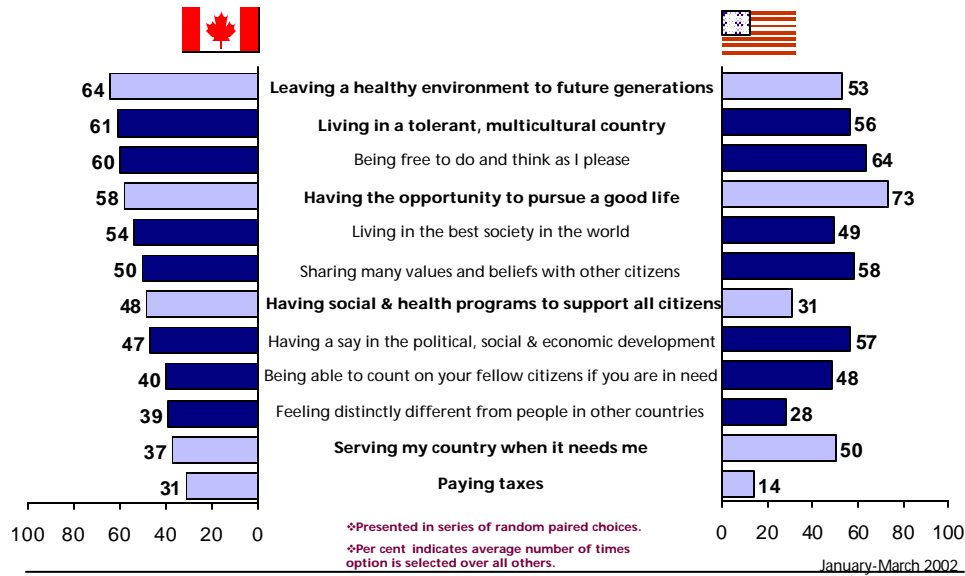 64 Leaving a healthy environment to future generations 53
61 Living in a tolerant, multicultural country 56
60 Being free to do and think as I please 64
58 Having the opportunity to pursue a good life 73
54 Living in the best society in the world 49
50 Sharing many values and beliefs with other citizens 58
48 Having social & health programs to support all citizens 31
47 Having a say in the political, social & economic development 57
40 Being able to count on your fellow citizens if you are in need 48
39 Feeling distinctly different from people in other countries 28
37 Serving my country when it needs me 50
31 Paying taxes 14
100 80 60 40 20 0 0 20 40 60 80 100
❖Presented in series of random paired choices.
❖Per cent indicates average number of times
option is selected over all others.
January-March 2002